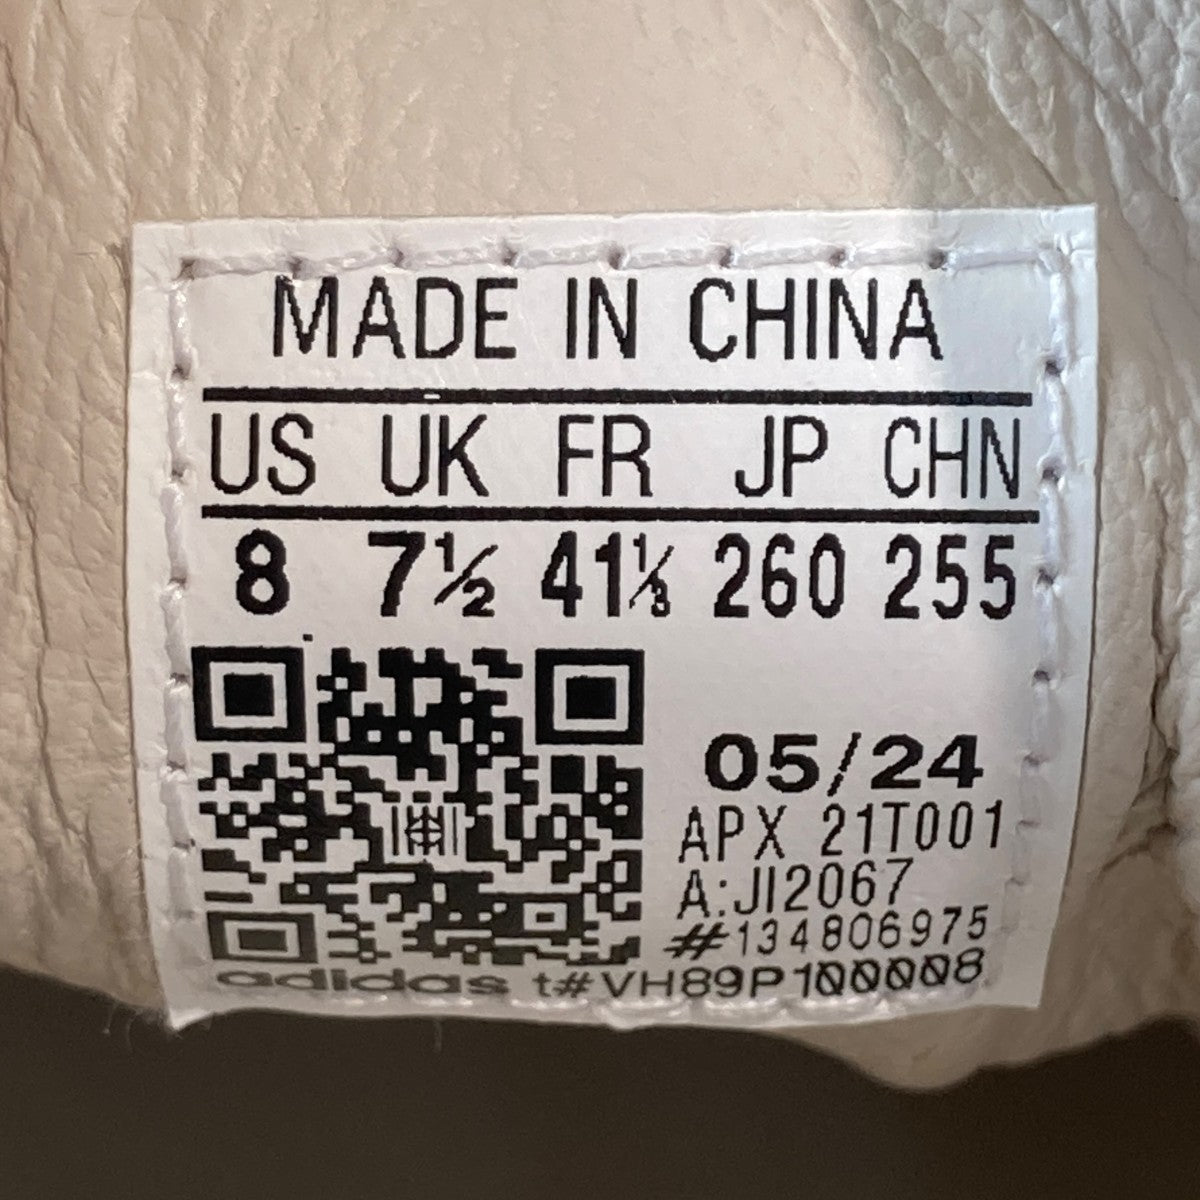 MADE IN CHINA
US UK FR JP CHN
8 7½ 41⅓ 260 255
05/24
APX 21T001
A:JI2067
#134806975
adidas t#VH89P100008